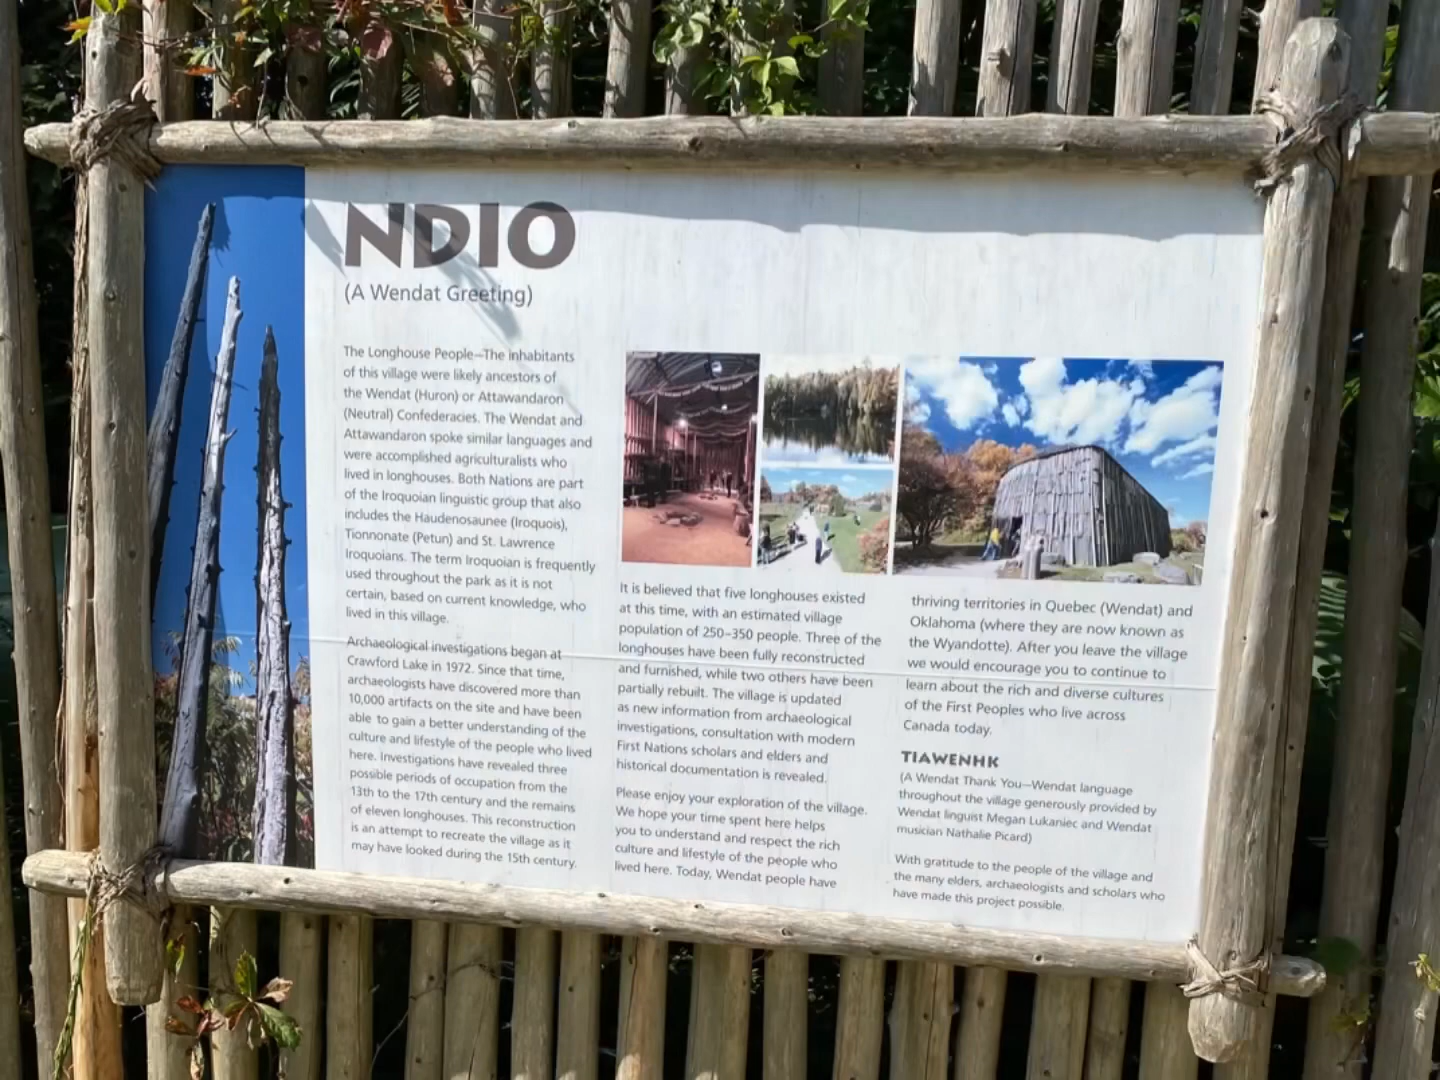 NDIO
(A Wendat Greeting)
The Longhouse People—The inhabitants
of this village were likely ancestors of
the Wendat (Huron) or Attawandaron
(Neutral) Confederacies. The Wendat and
Attawandaron spoke similar languages and
were accomplished agriculturalists who
lived in longhouses. Both Nations are part
of the Iroquoian linguistic group that also
includes the Haudenosaunee (Iroquois),
Tionnonate (Petun) and St. Lawrence
Iroquoians. The term Iroquoian is frequently
used throughout the park as it is not
certain, based on current knowledge, who
lived in this village.
Archaeological investigations began at
Crawford Lake in 1972. Since that time,
archaeologists have discovered more than
10,000 artifacts on the site and have been
able to gain a better understanding of the
culture and lifestyle of the people who lived
here. Investigations have revealed three
possible periods of occupation from the
13th to the 17th century and the remains
of eleven longhouses. This reconstruction
is an attempt to recreate the village as it
may have looked during the 15th century.
It is believed that five longhouses existed
at this time, with an estimated village
population of 250–350 people. Three of the
longhouses have been fully reconstructed
and furnished, while two others have been
partially rebuilt. The village is updated
as new information from archaeological
investigations, consultation with modern
First Nations scholars and elders and
historical documentation is revealed.
Please enjoy your exploration of the village.
We hope your time spent here helps
you to understand and respect the rich
culture and lifestyle of the people who
lived here. Today, Wendat people have
thriving territories in Quebec (Wendat) and
Oklahoma (where they are now known as
the Wyandotte). After you leave the village
we would encourage you to continue to
learn about the rich and diverse cultures
of the First Peoples who live across
Canada today.
TIAWENHK
(A Wendat Thank You—Wendat language
throughout the village generously provided by
Wendat linguist Megan Lukaniec and Wendat
musician Nathalie Picard)
With gratitude to the people of the village and
the many elders, archaeologists and scholars who
have made this project possible.